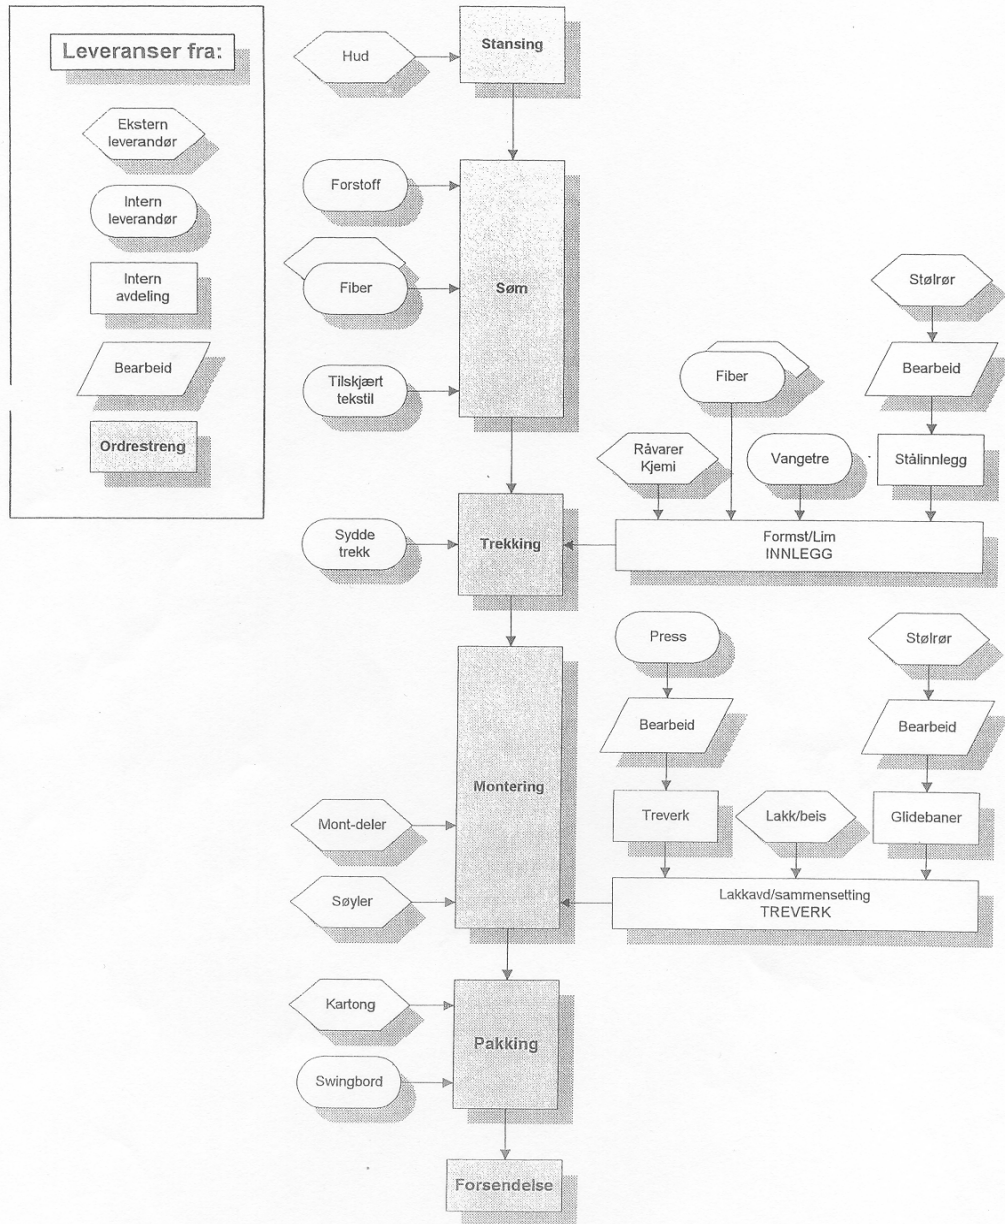 Leveranser fra:
Ekstern
leverandør
Intern
leverandør
Intern
avdeling
Bearbeid
Ordrestreng
Hud
Stansing
Forstoff
Fiber
Tilskjært
tekstil
Søm
Stølrør
Bearbeid
Fiber
Råvarer
Kjemi
Vangetre
Stålinnlegg
Sydde
trekk
Trekking
Formst/Lim
INNLEGG
Press
Stølrør
Bearbeid
Bearbeid
Montering
Mont-deler
Treverk
Lakk/beis
Glidebaner
Søyler
Lakkavd/sammensetting
TREVERK
Kartong
Pakking
Swingbord
Forsendelse